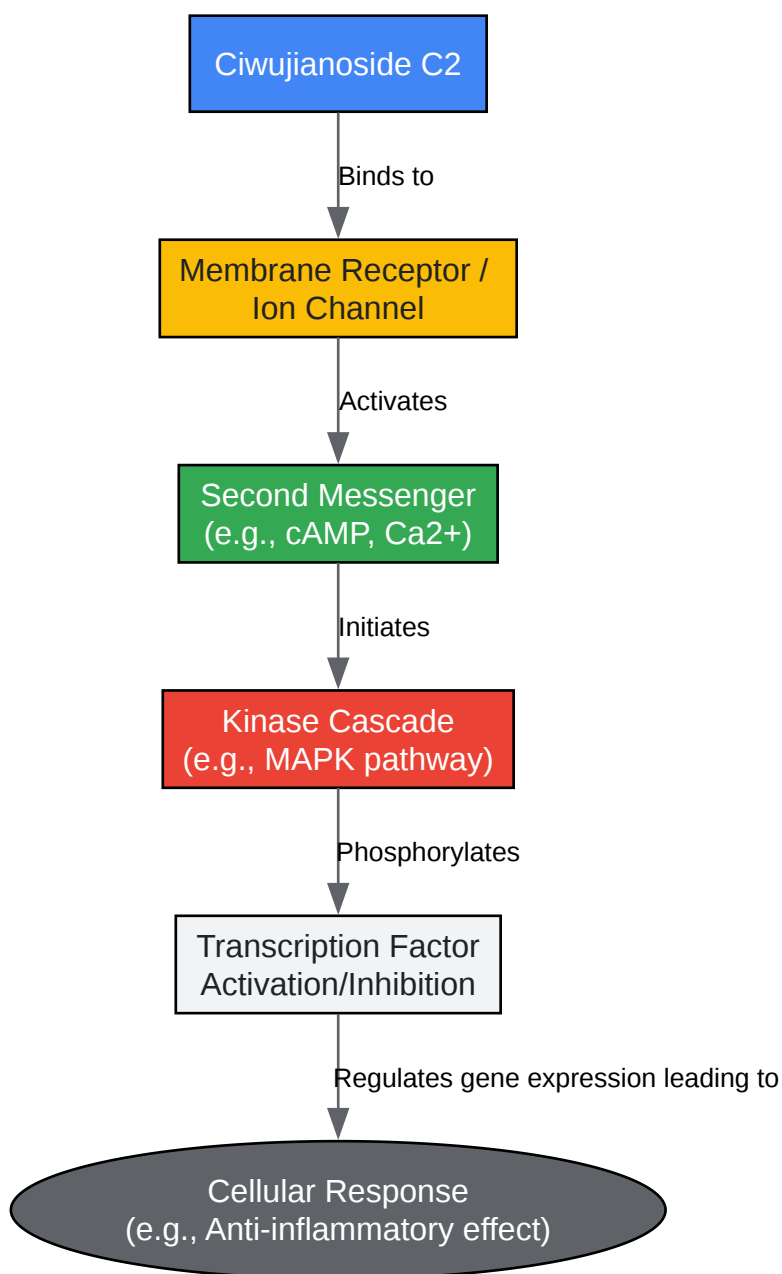 Ciwujianoside C2
Binds to
Membrane Receptor /
Ion Channel
Activates
Second Messenger
(e.g., cAMP, Ca2+)
Initiates
Kinase Cascade
(e.g., MAPK pathway)
Phosphorylates
Transcription Factor
Activation/Inhibition
Regulates gene expression leading to
Cellular Response
(e.g., Anti-inflammatory effect)